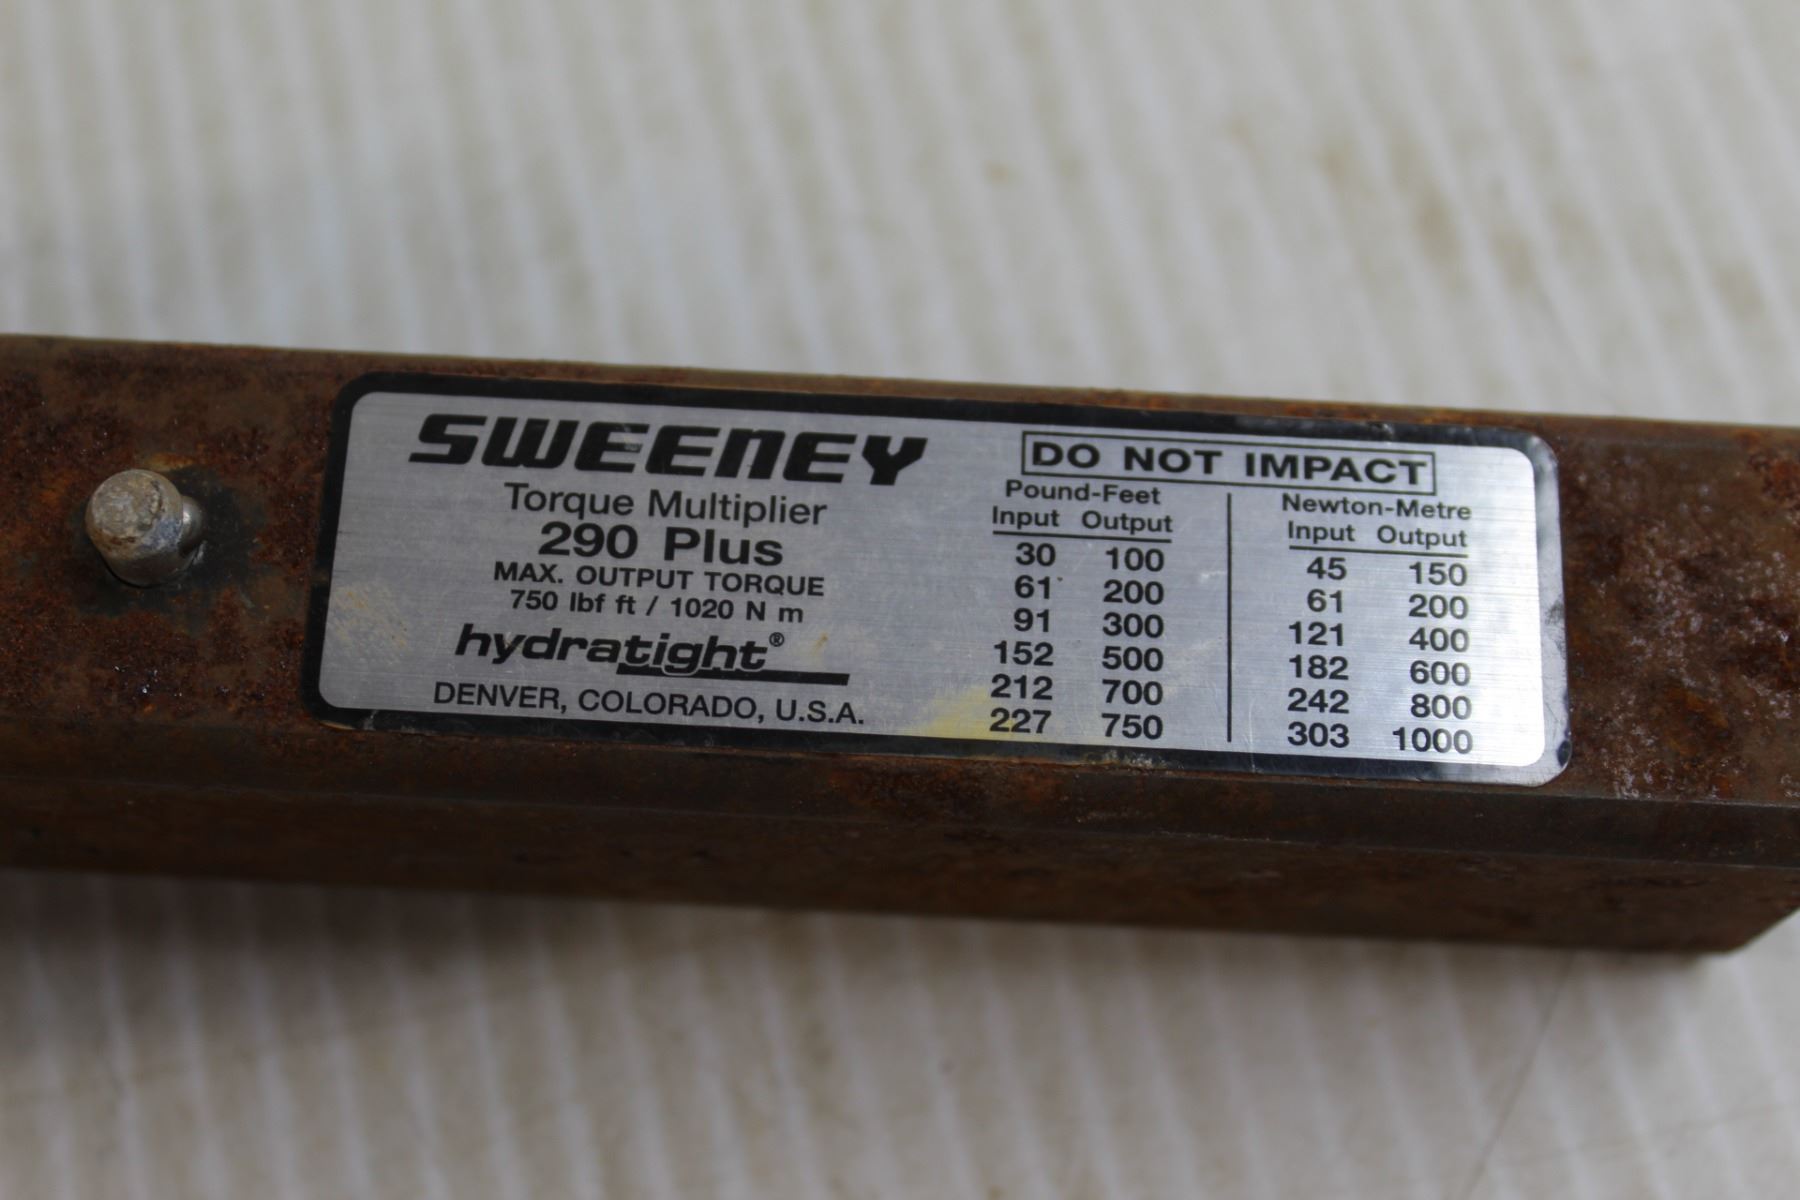 SWEENEY
Torque Multiplier
290 Plus
MAX. OUTPUT TORQUE
750 lbf ft / 1020 N m
hydratight®
DENVER, COLORADO, U.S.A.
DO NOT IMPACT
Pound-Feet
Input Output
30 100
61 200
91 300
152 500
212 700
227 750
Newton-Metre
Input Output
45 150
61 200
121 400
182 600
242 800
303 1000